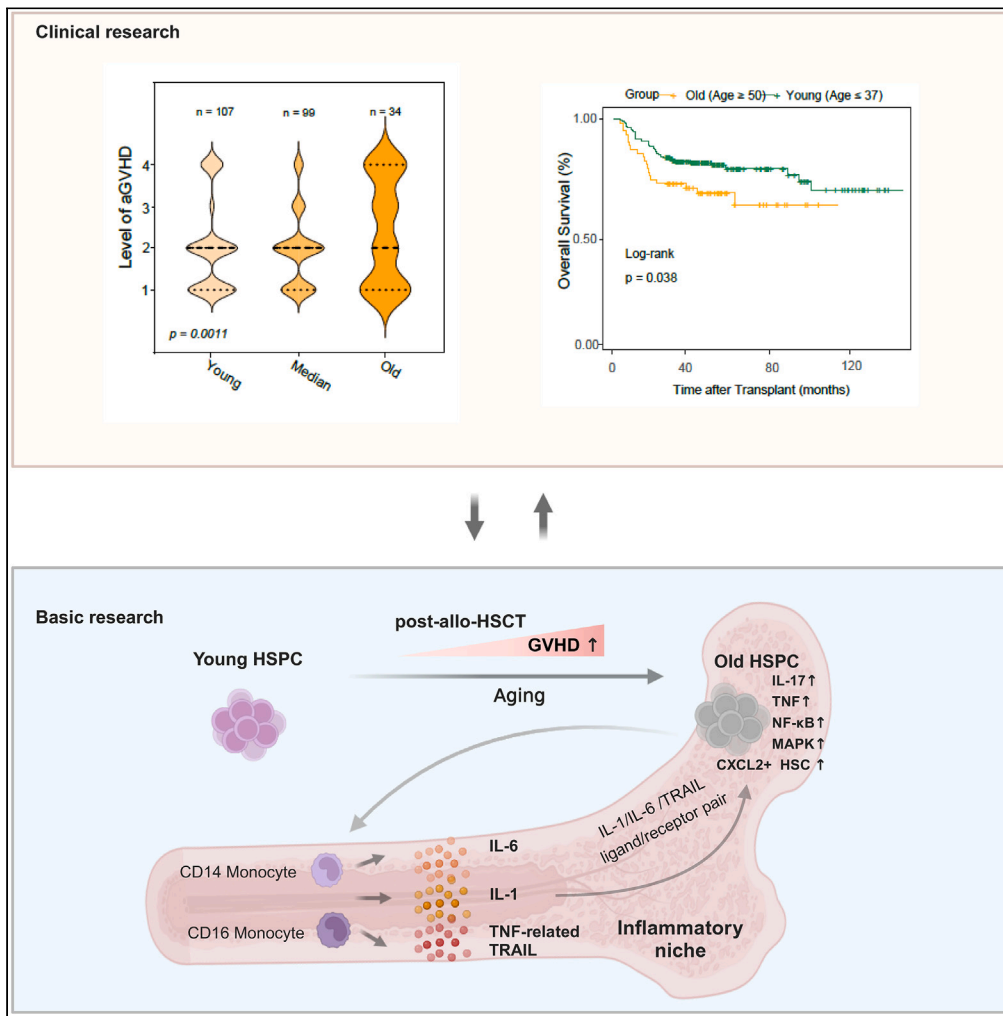 Clinical research
n = 107
n = 99
n = 34
Level of aGVHD
4
3
2
1
p = 0.0011
Young
Median
Old
Group
Old (Age ≥ 50)
Young (Age ≤ 37)
Overall Survival (%)
1.00
0.50
0.00
Log-rank
p = 0.038
0
40
80
120
Time after Transplant (months)
Basic research
post-allo-HSCT
GVHD ↑
Young HSPC
Aging
Old HSPC
IL-17↑
TNF↑
NF-κB↑
MAPK↑
CXCL2+ HSC ↑
IL-1/IL-6 /TRAIL
ligand/receptor pair
CD14 Monocyte
IL-6
IL-1
CD16 Monocyte
TNF-related
TRAIL
Inflammatory
niche